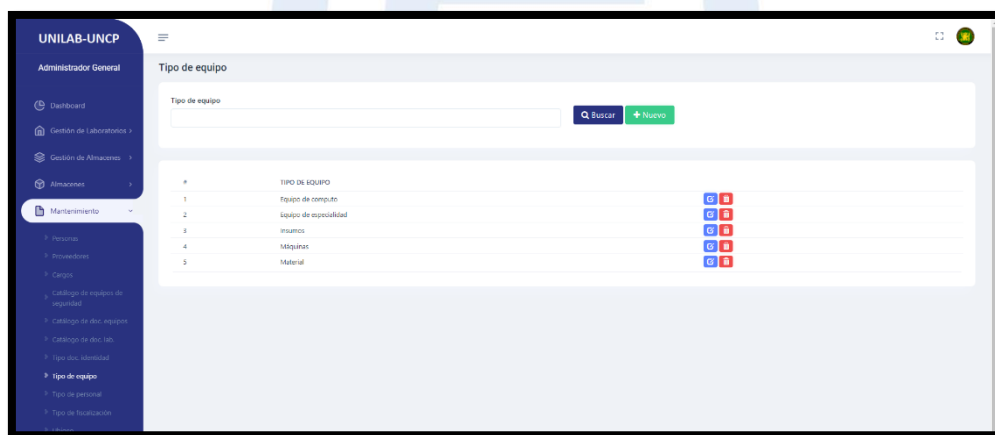 UNILAB-UNCP
Administrador General
Dashboard
Gestión de Laboratorios
Gestión de Almacenes
Almacenes
Mantenimiento
Personas
Proveedores
Cargos
Catálogo de equipos de
seguridad
Catálogo de doc. equipos
Catálogo de doc. lab.
Tipo doc. identidad
Tipo de equipo
Tipo de personal
Tipo de focalización
Tipo de equipo
Tipo de equipo
Buscar + Nuevo
# TIPO DE EQUIPO
1 Equipo de computo
2 Equipo de especialidad
3 Insumos
4 Máquinas
5 Material